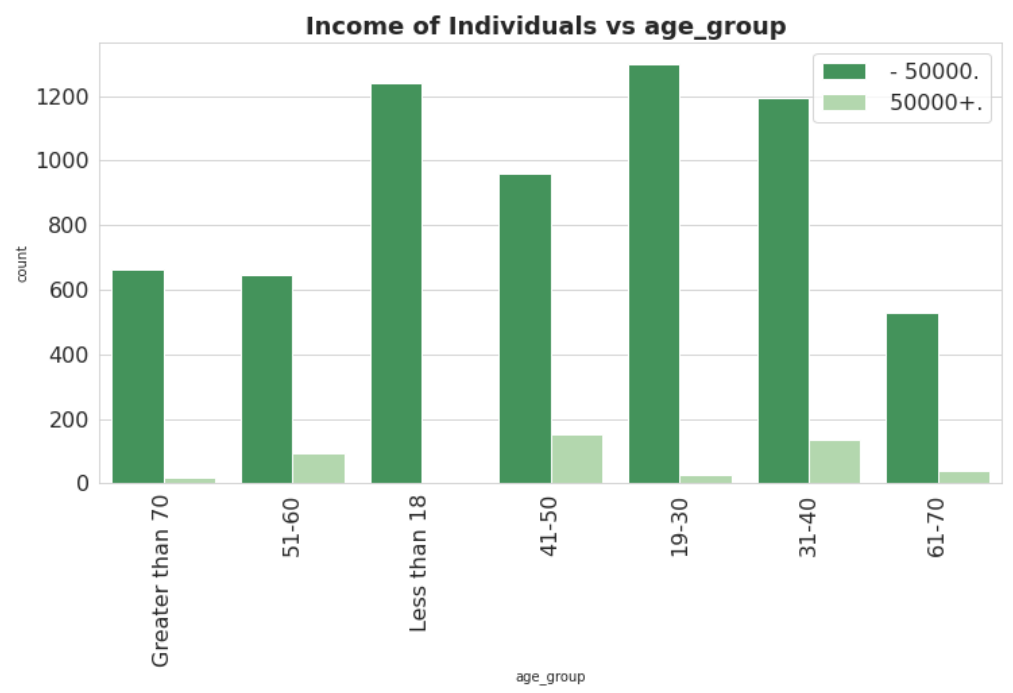 Income of Individuals vs age_group
- 50000.
50000+.
1200
1000
800
600
400
200
0
count
Greater than 70
51-60
Less than 18
41-50
19-30
31-40
61-70
age_group